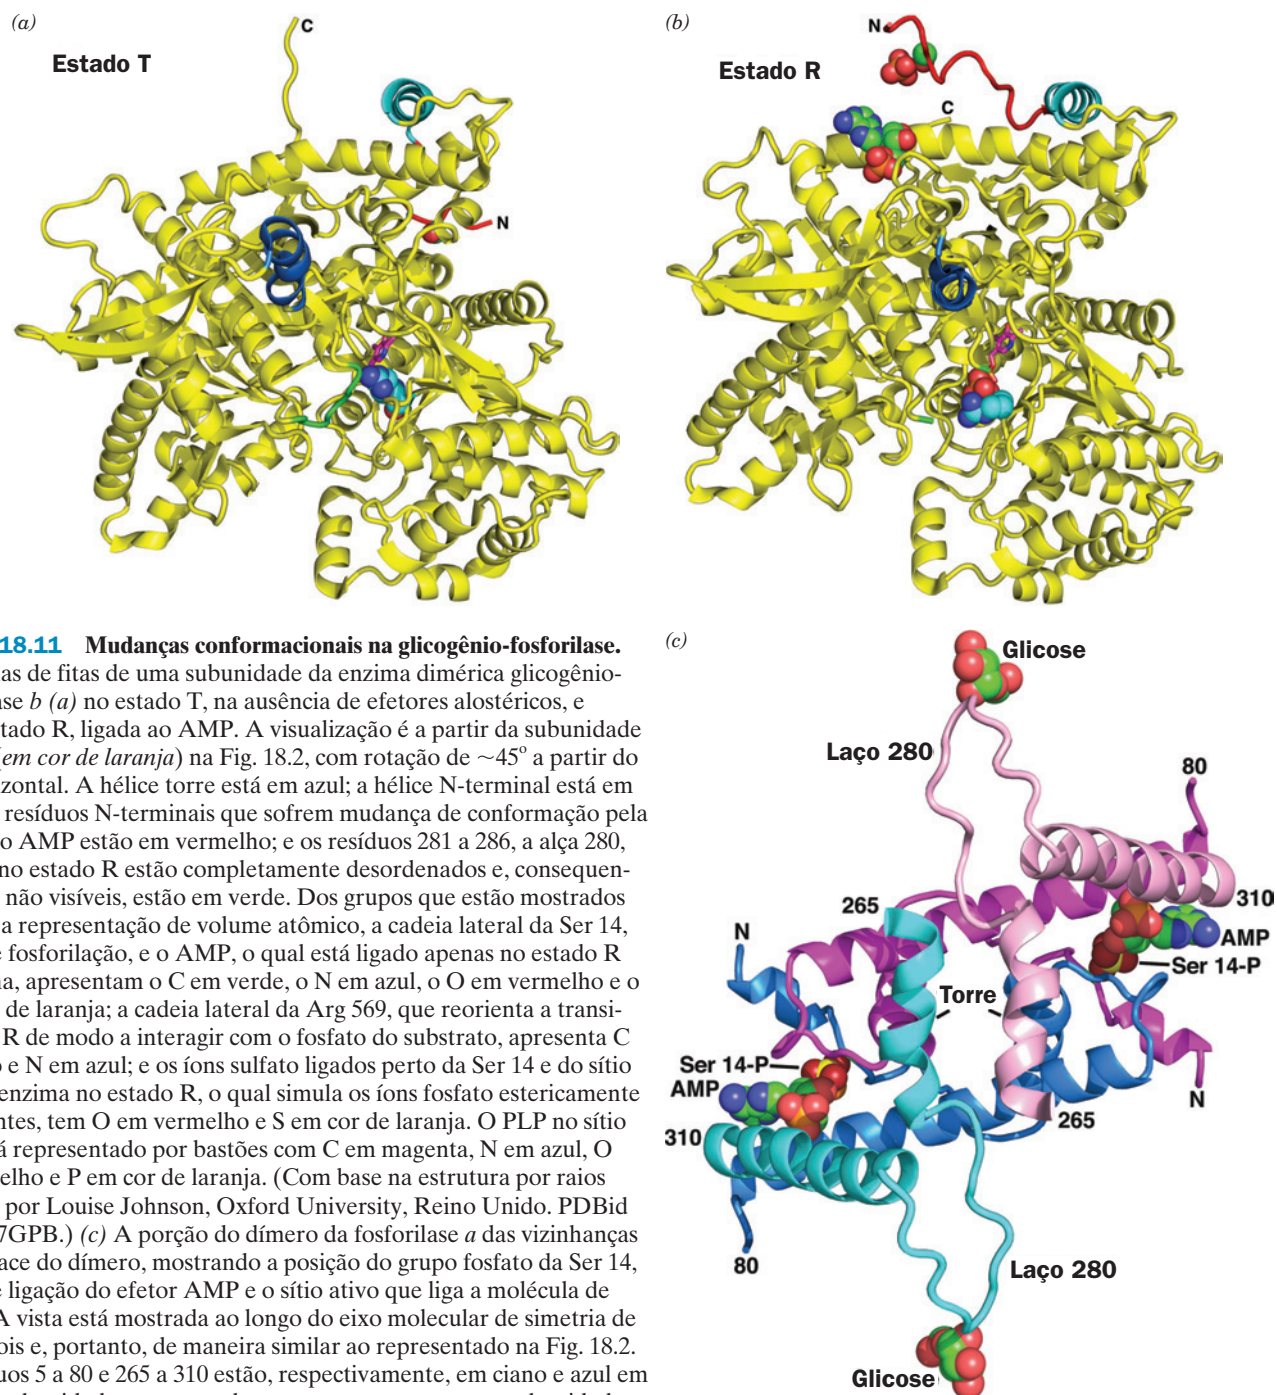 (a)
Estado T
C
N
(b)
Estado R
N
C
18.11 Mudanças conformacionais na glicogênio-fosforilase.
as de fitas de uma subunidade da enzima dimérica glicogênio-
ase b (a) no estado T, na ausência de efetores alostéricos, e
tado R, ligada ao AMP. A visualização é a partir da subunidade
(em cor de laranja) na Fig. 18.2, com rotação de ~45° a partir do
izontal. A hélice torre está em azul; a hélice N-terminal está em
resíduos N-terminais que sofrem mudança de conformação pela
o AMP estão em vermelho; e os resíduos 281 a 286, a alça 280,
no estado R estão completamente desordenados e, consequen-
não visíveis, estão em verde. Dos grupos que estão mostrados
a representação de volume atômico, a cadeia lateral da Ser 14,
e fosforilação, e o AMP, o qual está ligado apenas no estado R
na, apresentam o C em verde, o N em azul, o O em vermelho e o
de laranja; a cadeia lateral da Arg 569, que reorienta a transi-
R de modo a interagir com o fosfato do substrato, apresenta C
o e N em azul; e os íons sulfato ligados perto da Ser 14 e do sítio
enzima no estado R, o qual simula os íons fosfato estericamente
ntes, tem O em vermelho e S em cor de laranja. O PLP no sítio
á representado por bastões com C em magenta, N em azul, O
elho e P em cor de laranja. (Com base na estrutura por raios
por Louise Johnson, Oxford University, Reino Unido. PDBid
7GPB.) (c) A porção do dímero da fosforilase a das vizinhanças
ace do dímero, mostrando a posição do grupo fosfato da Ser 14,
e ligação do efetor AMP e o sítio ativo que liga a molécula de
A vista está mostrada ao longo do eixo molecular de simetria de
ois e, portanto, de maneira similar ao representado na Fig. 18.2.
uos 5 a 80 e 265 a 310 estão, respectivamente, em ciano e azul em
(c)
Glicose
Laço 280
80
265
310
N
AMP
Ser 14-P
Torre
Ser 14-P
AMP
N
310
265
80
Laço 280
Glicose